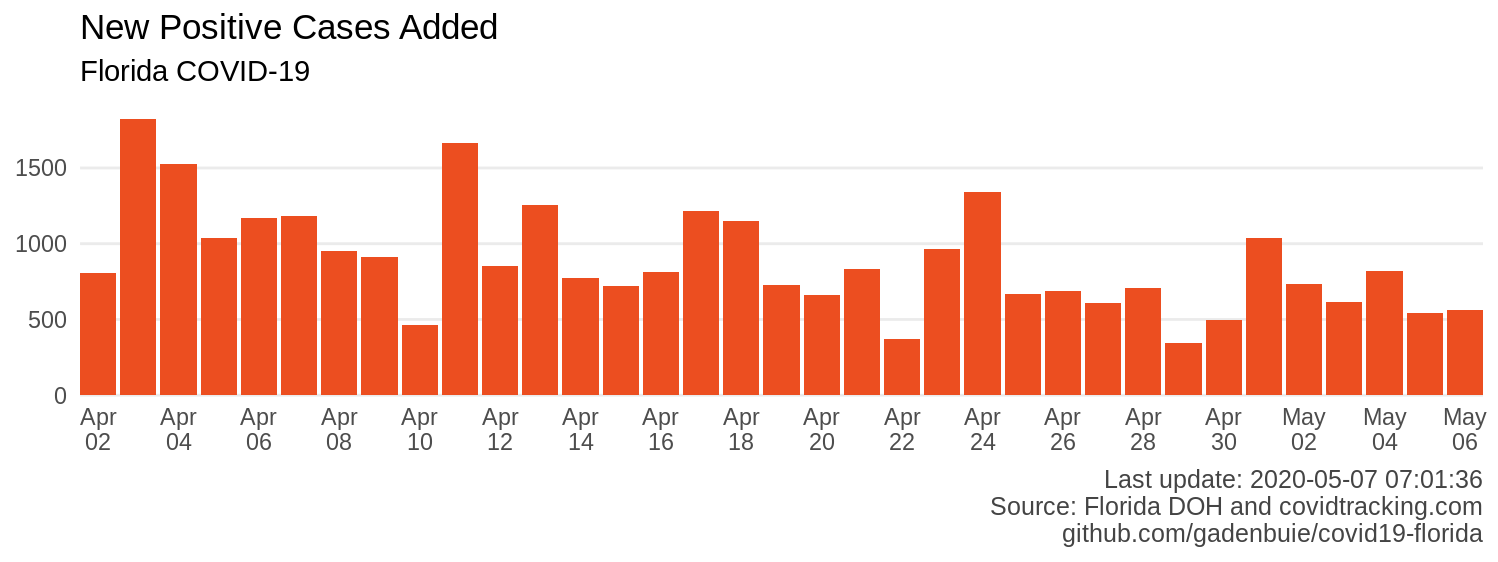 New Positive Cases Added
Florida COVID-19
1500
1000
500
0
Apr Apr Apr Apr Apr Apr Apr Apr Apr Apr Apr Apr Apr Apr Apr May May May
02 04 06 08 10 12 14 16 18 20 22 24 26 28 30 02 04 06
Last update: 2020-05-07 07:01:36
Source: Florida DOH and covidtracking.com
github.com/gadenbuie/covid19-florida